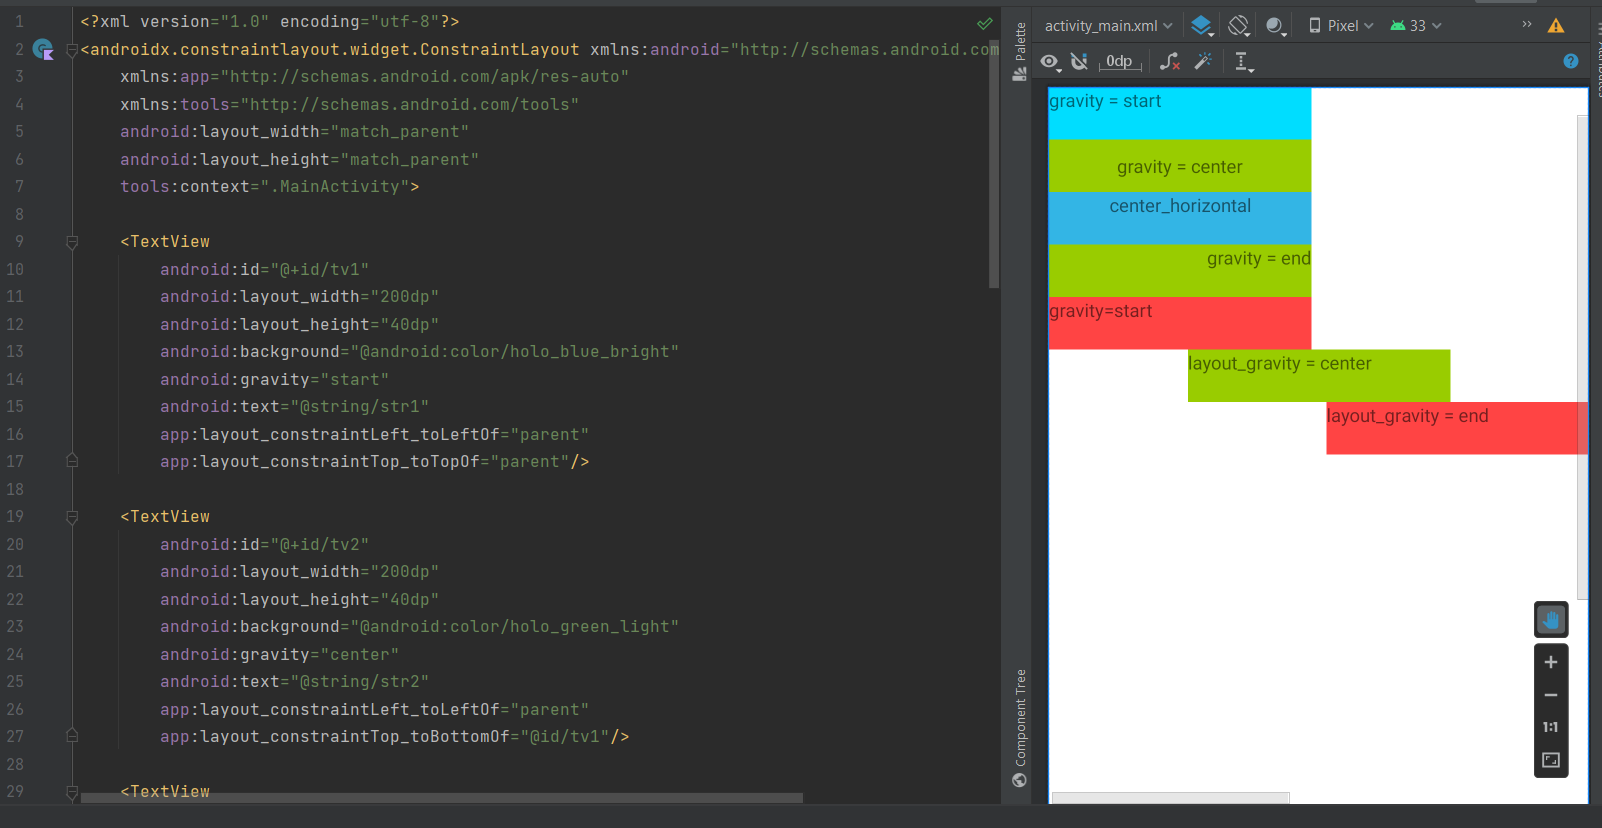 1 <?xml version="1.0" encoding="utf-8"?>
2 <androidx.constraintlayout.widget.ConstraintLayout xmlns:android="http://schemas.android.com
3 xmlns:app="http://schemas.android.com/apk/res-auto"
4 xmlns:tools="http://schemas.android.com/tools"
5 android:layout_width="match_parent"
6 android:layout_height="match_parent"
7 tools:context=".MainActivity">
8
9 <TextView
10 android:id="@+id/tv1"
11 android:layout_width="200dp"
12 android:layout_height="40dp"
13 android:background="@android:color/holo_blue_bright"
14 android:gravity="start"
15 android:text="@string/str1"
16 app:layout_constraintLeft_toLeftOf="parent"
17 app:layout_constraintTop_toTopOf="parent"/>
18
19 <TextView
20 android:id="@+id/tv2"
21 android:layout_width="200dp"
22 android:layout_height="40dp"
23 android:background="@android:color/holo_green_light"
24 android:gravity="center"
25 android:text="@string/str2"
26 app:layout_constraintLeft_toLeftOf="parent"
27 app:layout_constraintTop_toBottomOf="@id/tv1"/>
28
29 <TextView
Palette
Component Tree
activity_main.xml
Pixel
33
0dp
gravity = start
gravity = center
center_horizontal
gravity = end
gravity=start
layout_gravity = center
layout_gravity = end
1:1